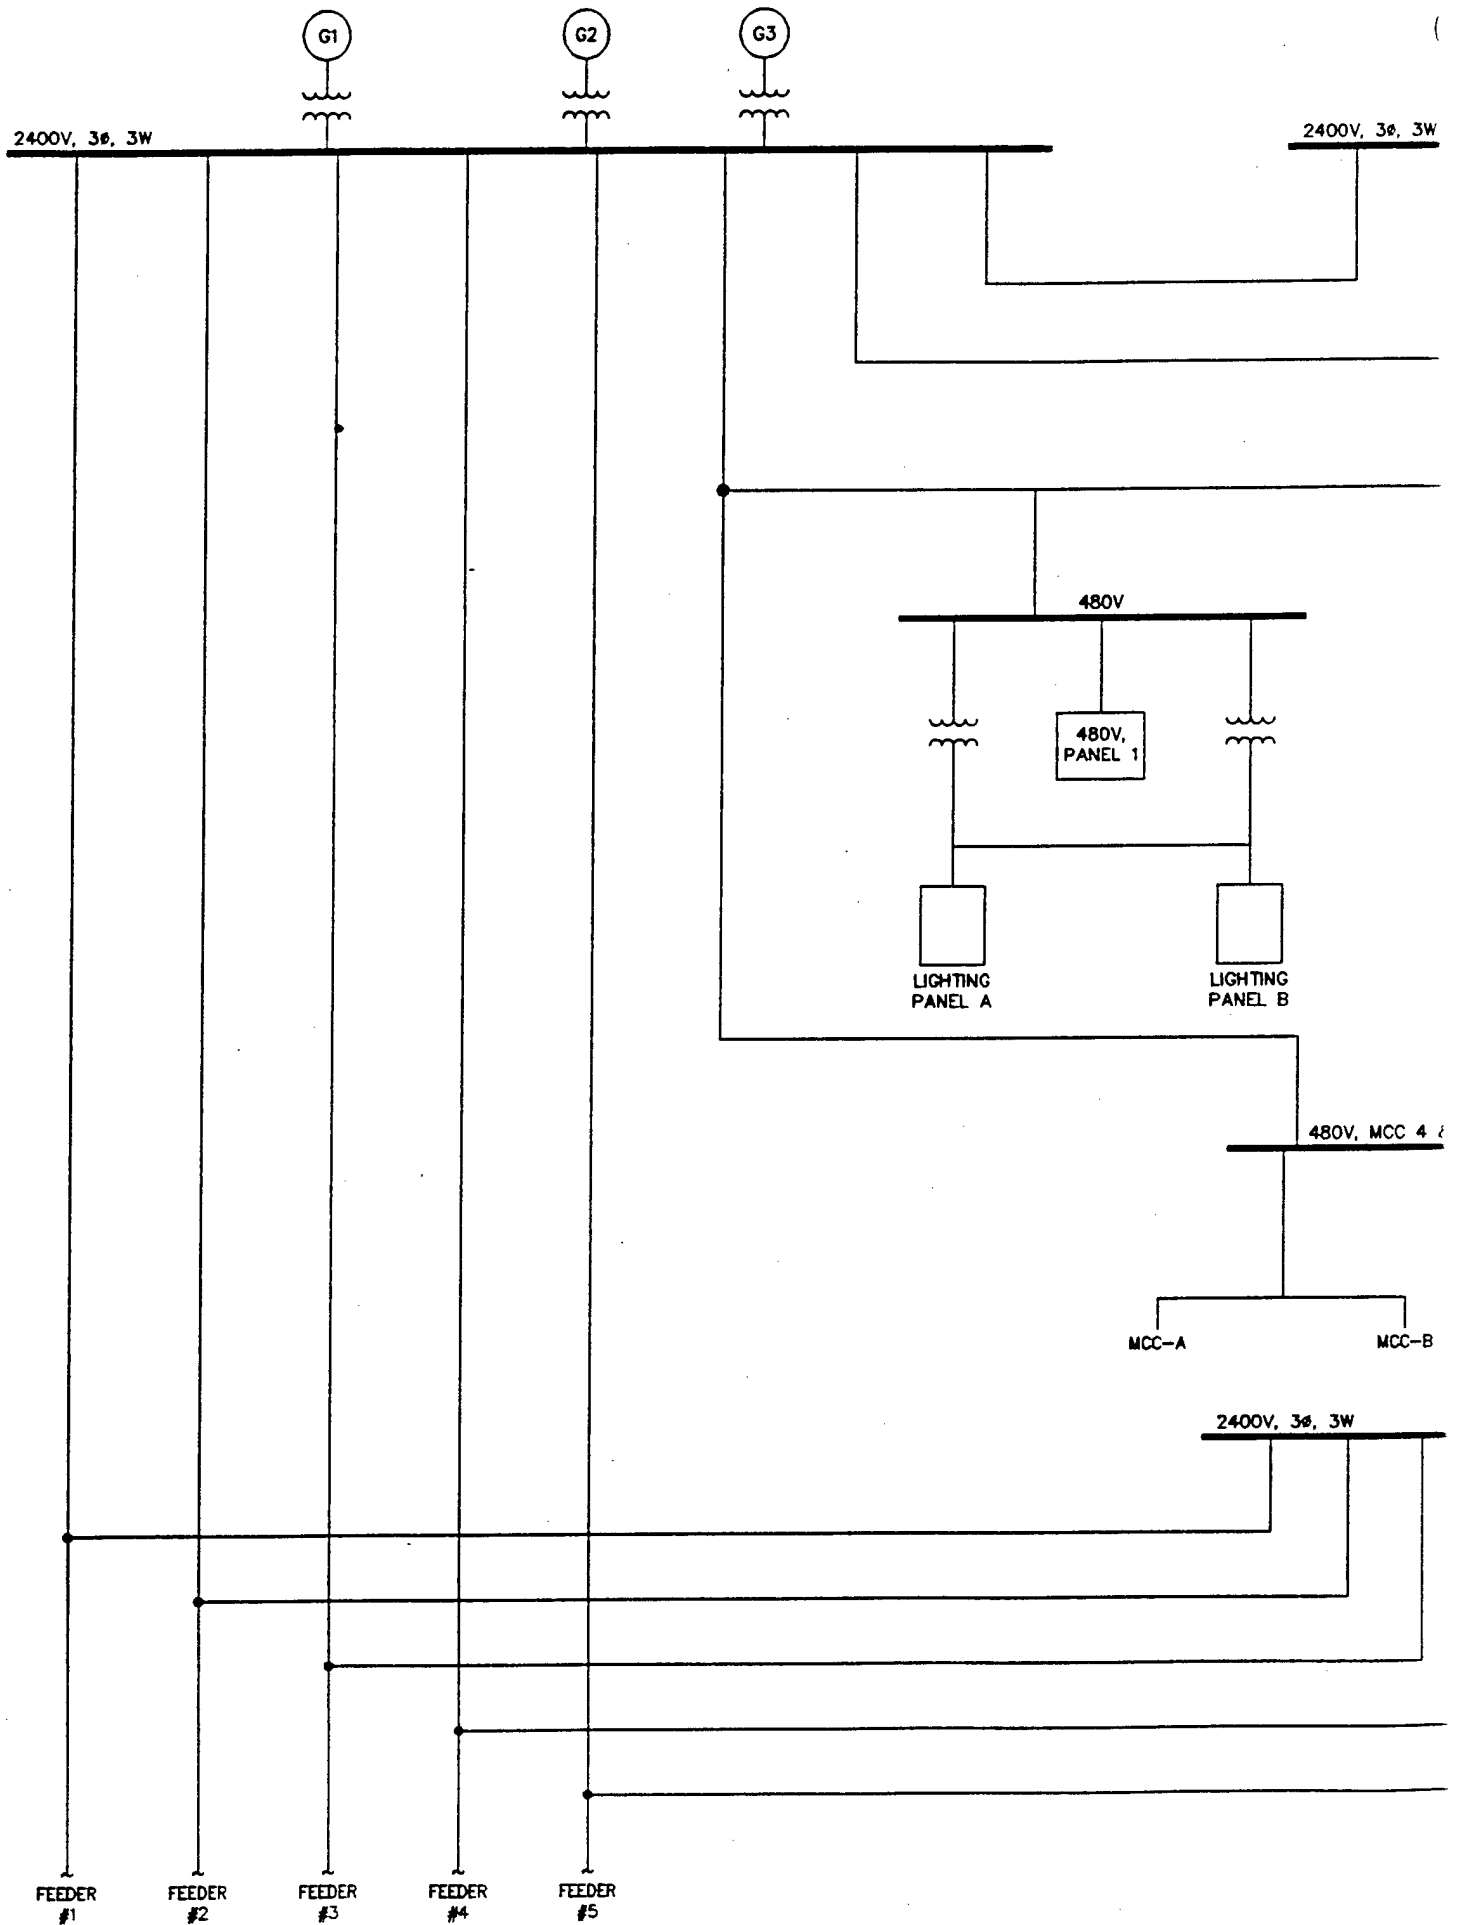 G1
G2
G3
2400V, 3ø, 3W
2400V, 3ø, 3W
480V
480V,
PANEL 1
LIGHTING
PANEL A
LIGHTING
PANEL B
480V, MCC 4
MCC-A
MCC-B
2400V, 3ø, 3W
FEEDER
#1
FEEDER
#2
FEEDER
#3
FEEDER
#4
FEEDER
#5